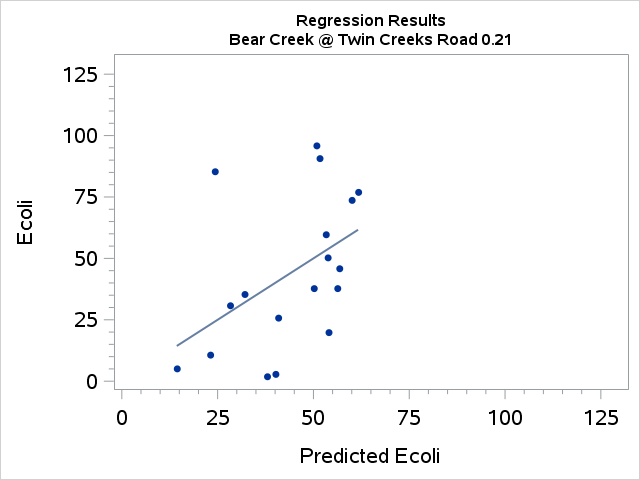 Regression Results
Bear Creek @ Twin Creeks Road 0.21
125
100
75
50
25
0
Ecoli
0 25 50 75 100 125
Predicted Ecoli